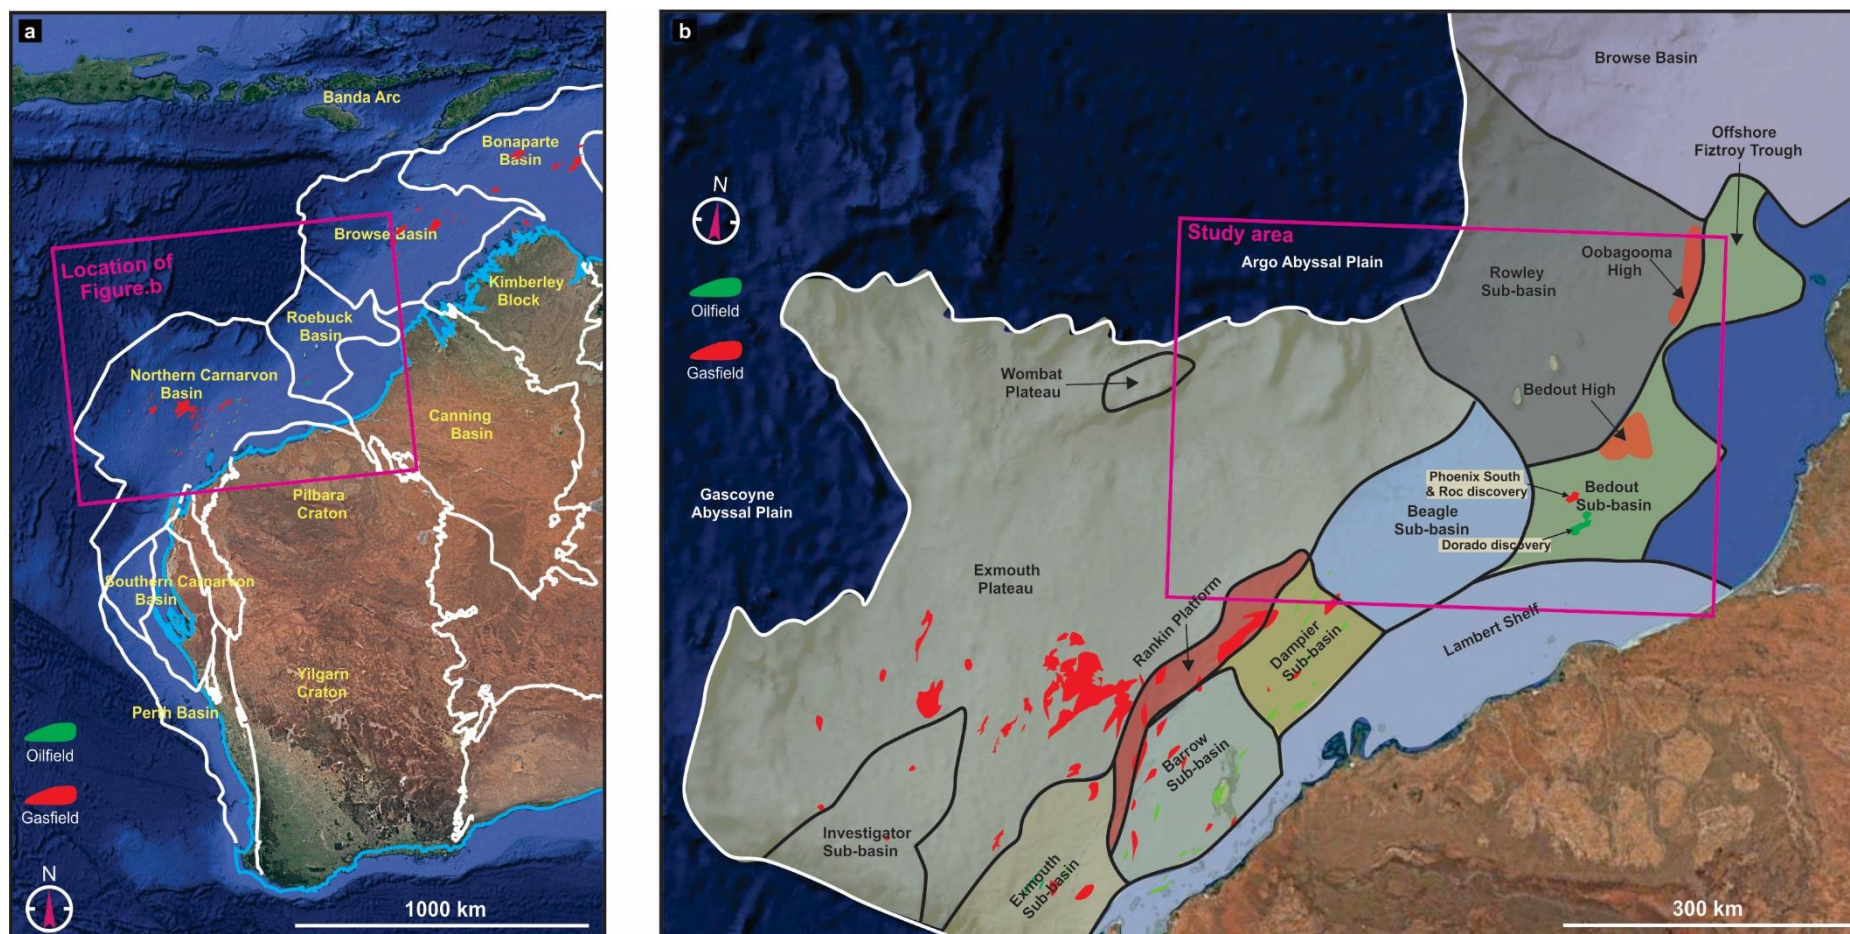 a
Banda Arc
Bonaparte
Basin
Browse Basin
Location of
Figure.b
Kimberley
Block
Roebuck
Basin
Northern Carnarvon
Basin
Canning
Basin
Pilbara
Craton
Southern Carnarvon
Basin
Yilgarn
Craton
Perth Basin
Oilfield
Gasfield
N
1000 km
b
Browse Basin
Offshore
Fiztroy Trough
N
Study area
Argo Abyssal Plain
Oobagooma
High
Rowley
Sub-basin
Oilfield
Gasfield
Wombat
Plateau
Bedout High
Phoenix South
& Roc discovery
Bedout
Sub-basin
Gascoyne
Abyssal Plain
Beagle
Sub-basin
Dorado discovery
Exmouth
Plateau
Rankin Platform
Dampier
Sub-basin
Lambert Shelf
Barrow
Sub-basin
Investigator
Sub-basin
Exmouth
Sub-basin
300 km